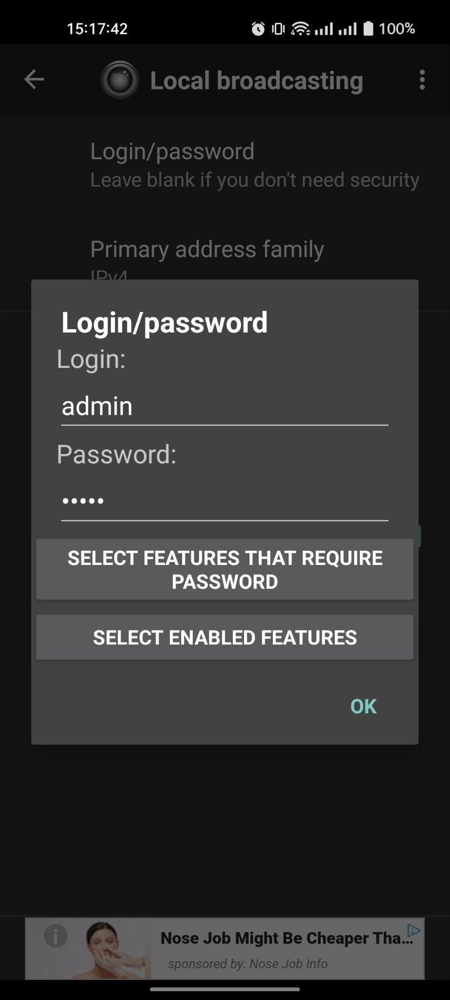 15:17:42
4
100%
Local broadcasting
Login/password
Leave blank if you don't need security
Primary address family
IPv4
Login/password
Login:
admin
Password:
•••••
SELECT FEATURES THAT REQUIRE
PASSWORD
SELECT ENABLED FEATURES
OK
Nose Job Might Be Cheaper Tha...
sponsored by: Nose Job Info